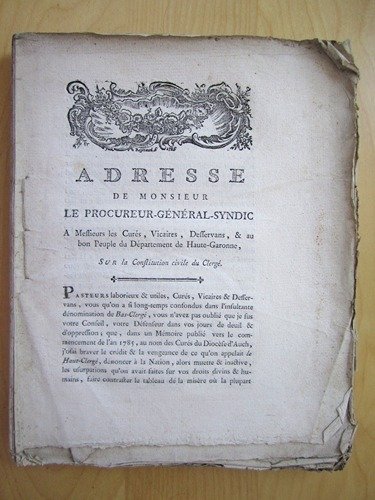 ADRESSE
DE MONSIEUR
LE PROCUREUR-GÉNÉRAL-SYNDIC
A Meſſieurs les Curés, Vicaires, Deſſervans, & au
bon Peuple du Département de Haute-Garonne,
SUR la Conſtitution civile du Clergé.
PASTEURS laborieux & utiles, Curés, Vicaires & Deſſer-
vans, vous qu'on a ſi long-temps confondus dans l'inſultante
dénomination de Bas-Clergé, vous n'avez pas oublié que je fus
votre Conſeil, votre Défenſeur dans vos jours de deuil &
d'oppreſſion; que, dans un Mémoire publié vers le
commencement de l'an 1785, au nom des Curés du Diocèſe d'Auch,
j'oſai braver le crédit & la vengeance de ce qu'on appelait le
Haut-Clergé, dénoncer à la Nation, alors muette & inactive,
les uſurpations qu'on avait faites ſur vos droits divins & hu-
mains, faire contraſter le tableau de la miſère où la plupart